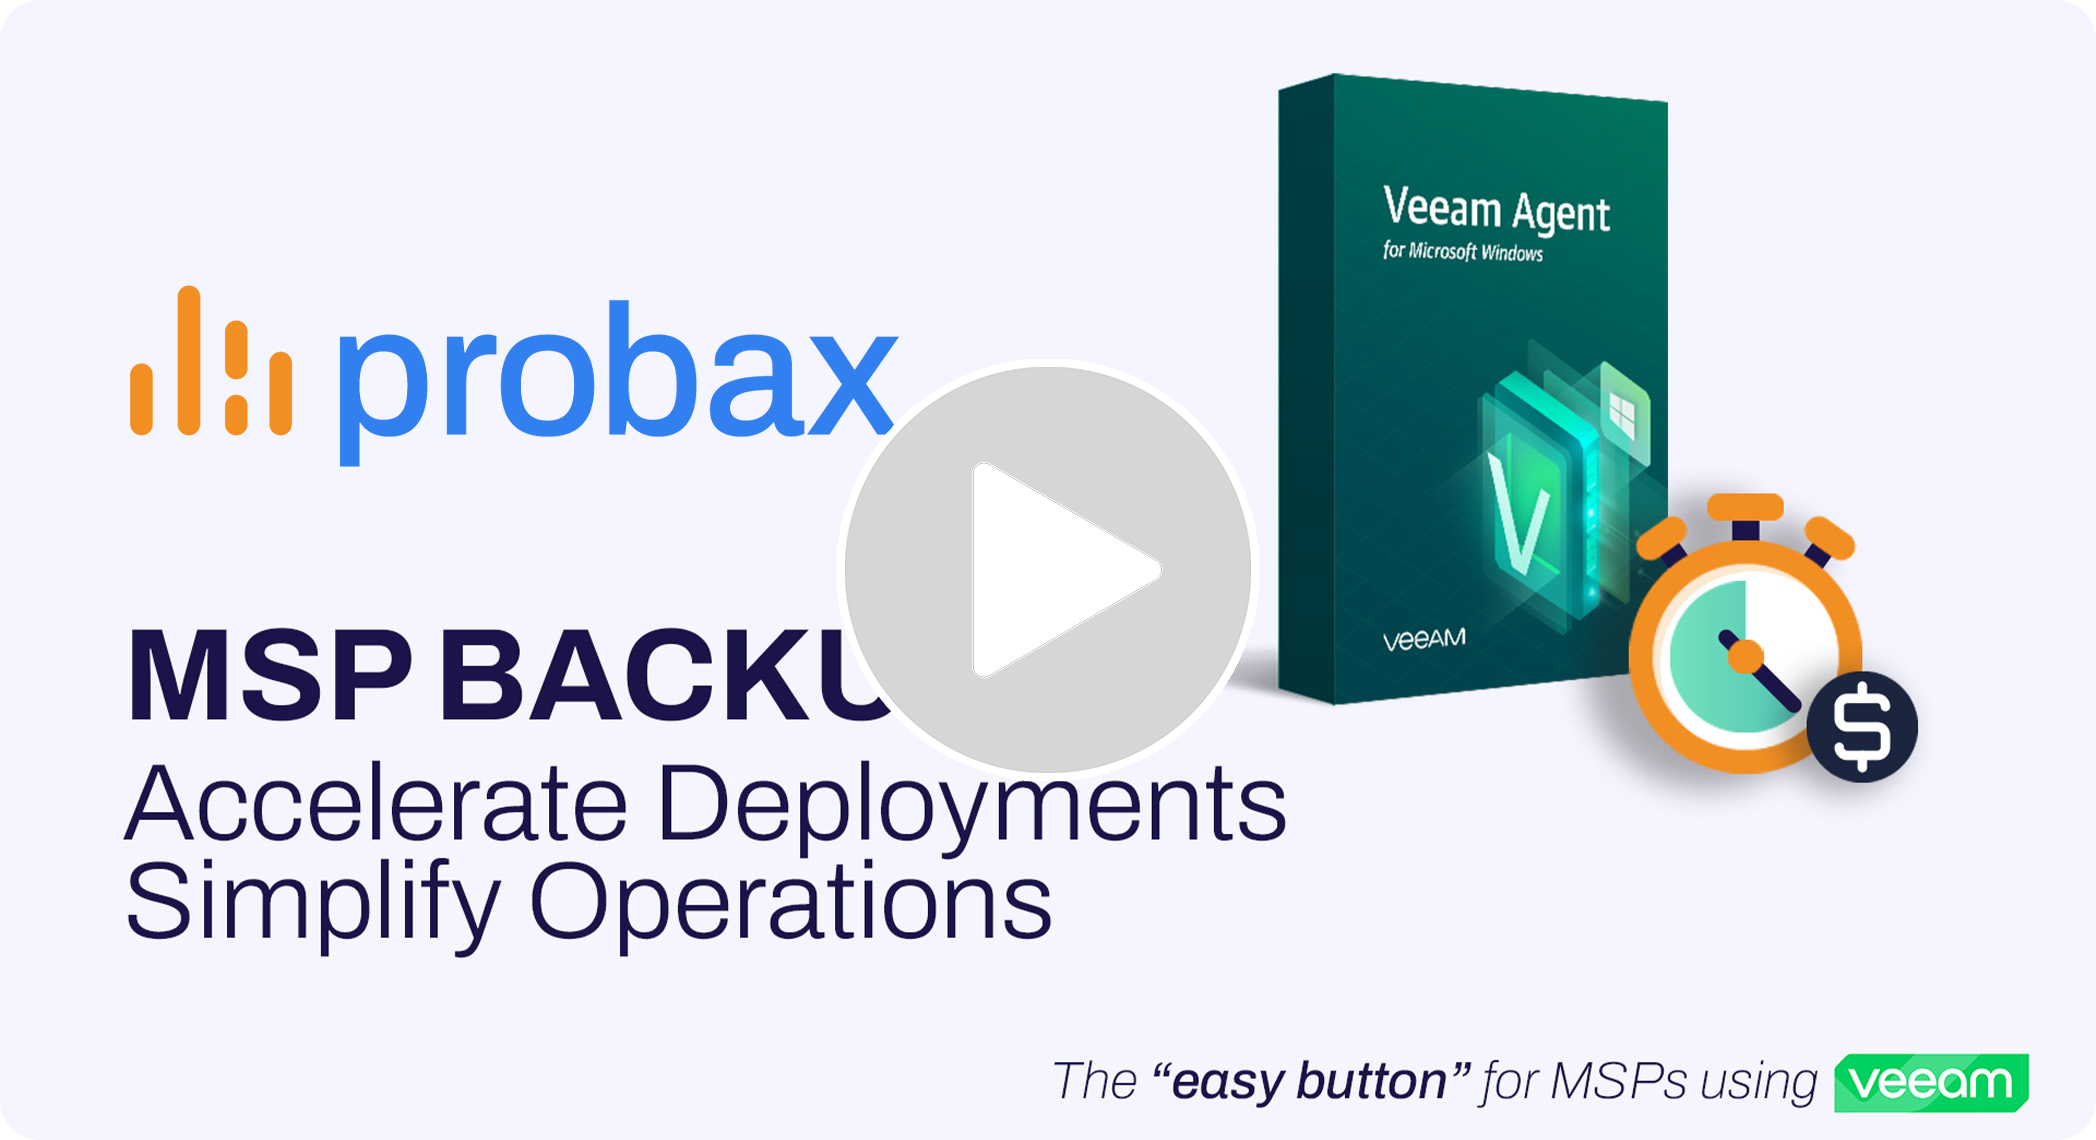 probax
Veeam Agent
for Microsoft Windows
V
veeAM
MSP BACKU
Accelerate Deployments
Simplify Operations
$
The “easy button” for MSPs using veeam